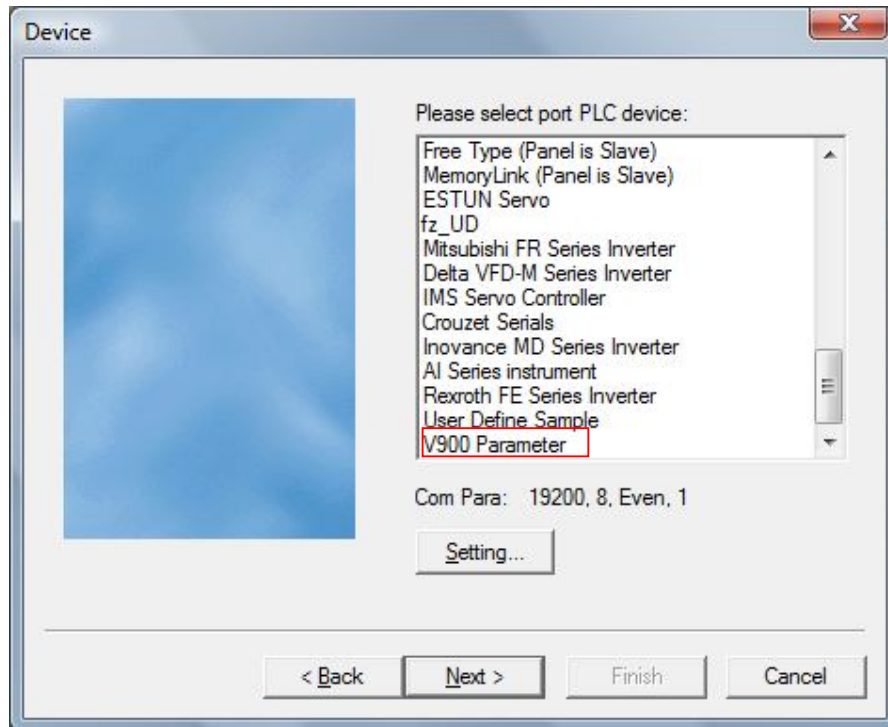 Device
Please select port PLC device:
Free Type (Panel is Slave)
MemoryLink (Panel is Slave)
ESTUN Servo
fz_UD
Mitsubishi FR Series Inverter
Delta VFD-M Series Inverter
IMS Servo Controller
Crouzet Serials
Inovance MD Series Inverter
AI Series instrument
Rexroth FE Series Inverter
User Define Sample
V900 Parameter
Com Para: 19200, 8, Even, 1
Setting...
< Back Next > Finish Cancel